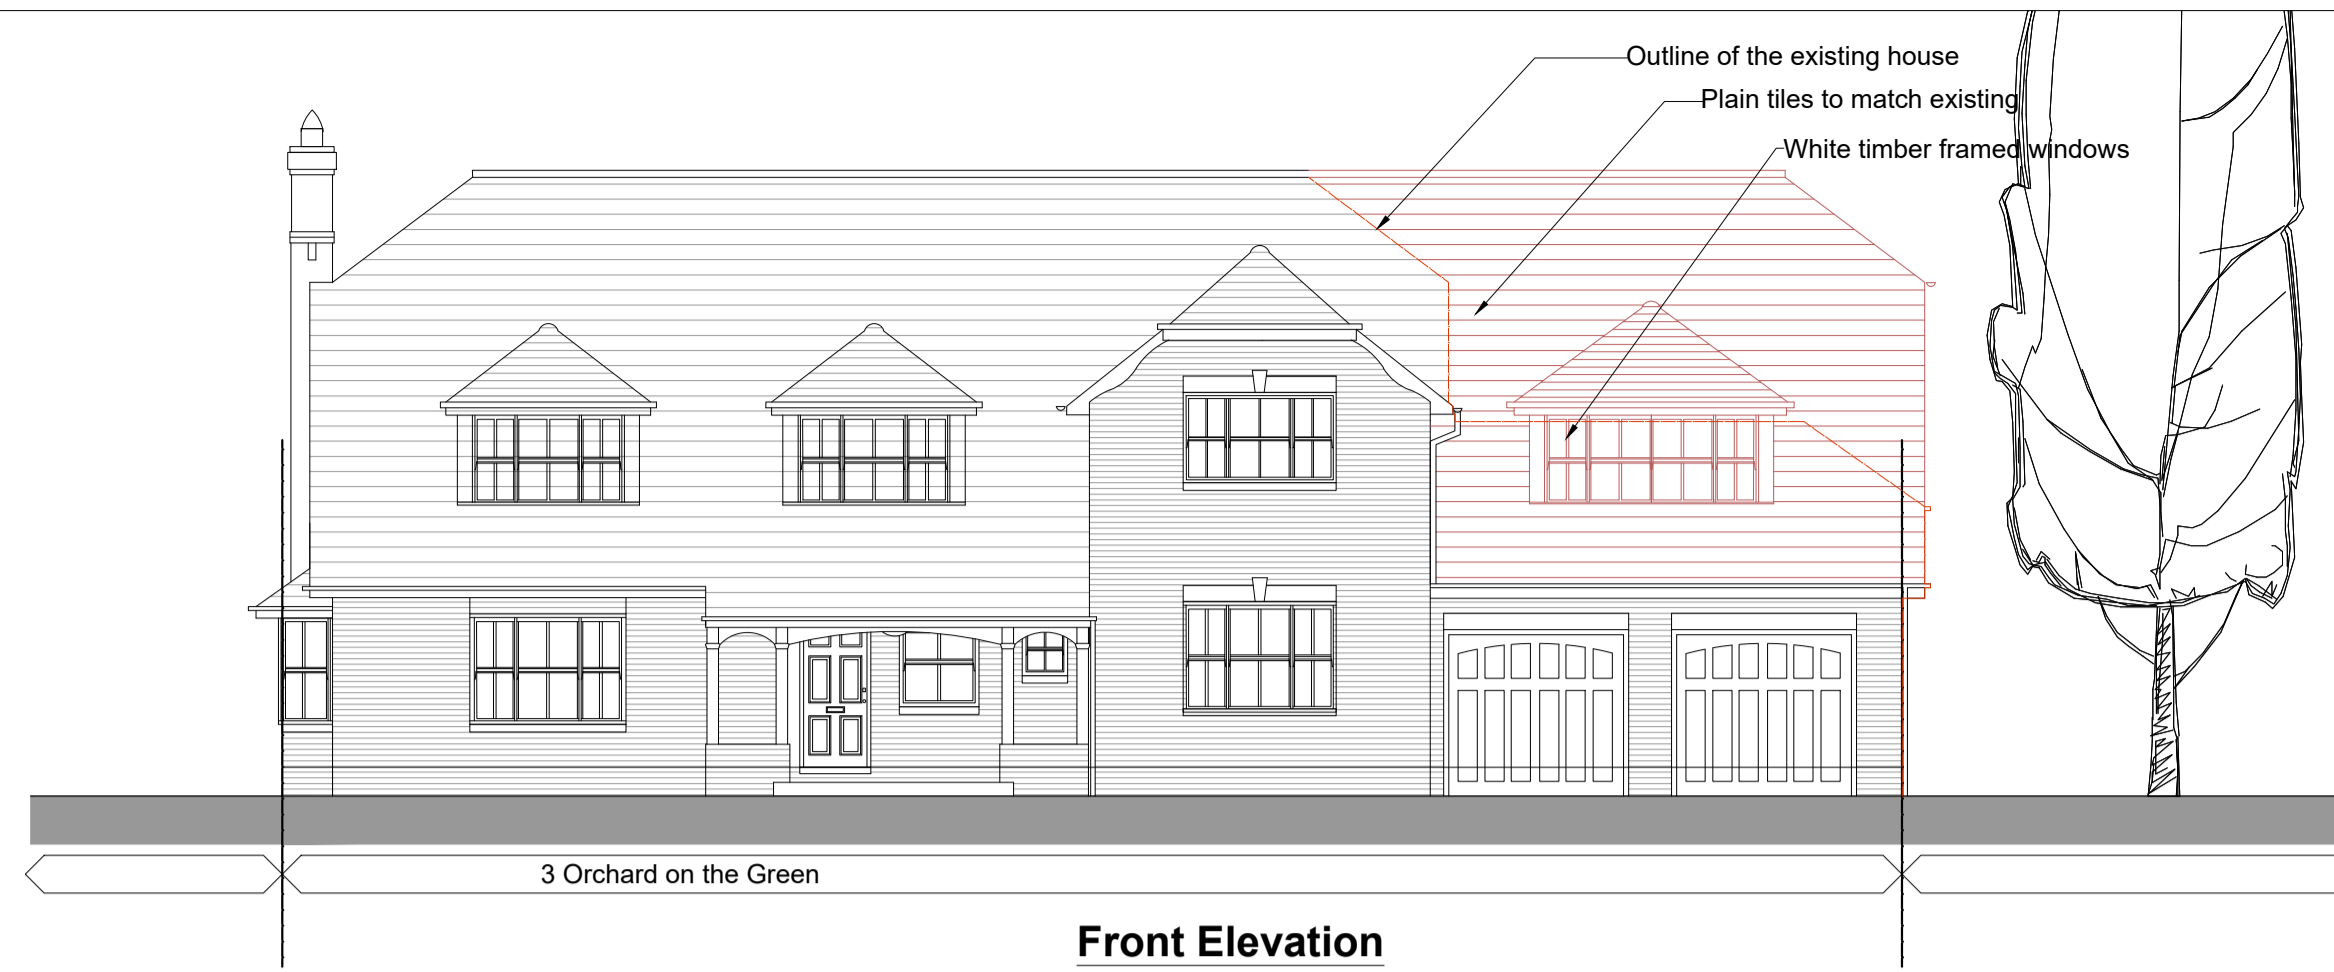 Outline of the existing house
Plain tiles to match existing
White timber framed windows
3 Orchard on the Green
Front Elevation